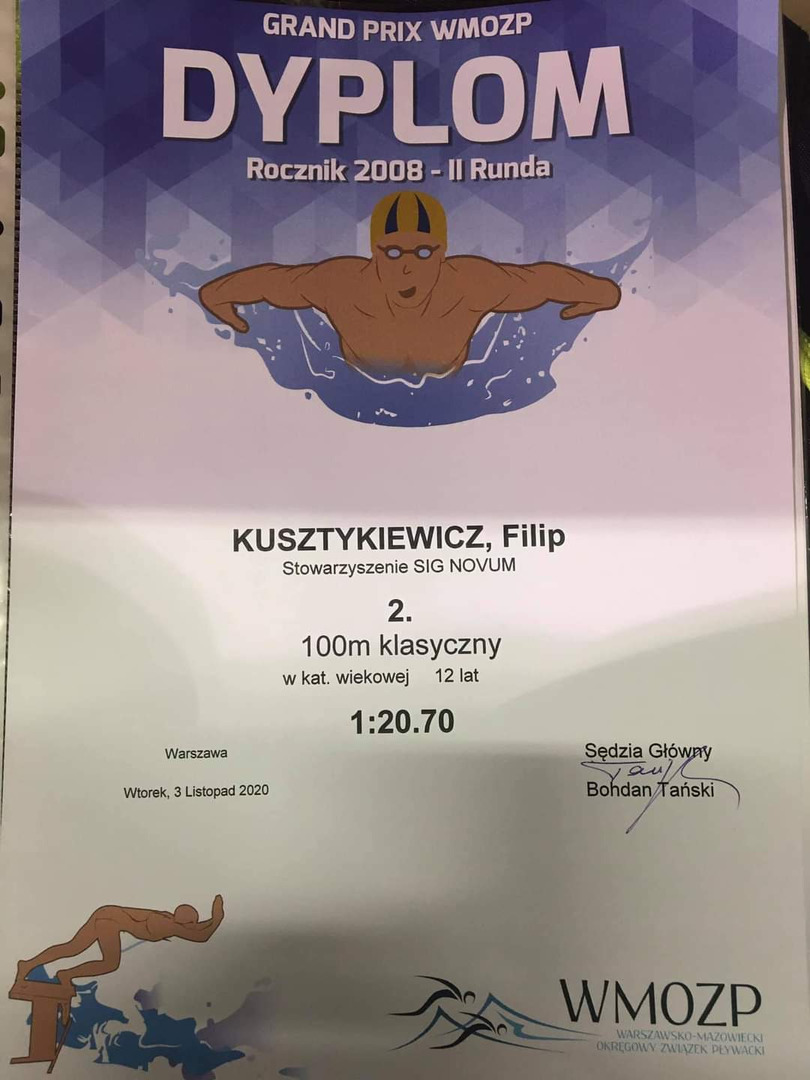 GRAND PRIX WMOZP
DYPLOM
Rocznik 2008 - II Runda
KUSZTYKIEWICZ, Filip
Stowarzyszenie SIG NOVUM
2.
100m klasyczny
w kat. wiekowej 12 lat
1:20.70
Warszawa
Wtorek, 3 Listopad 2020
Sędzia Główny
Bohdan Tański
WMOZP
WARSZAWSKO-MAZOWIECKI
OKRĘGOWY ZWIĄZEK PŁYWACKI